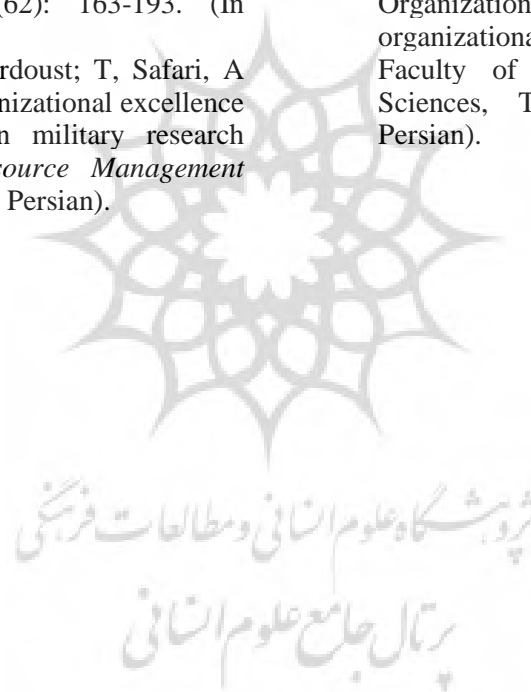 (62): 163-193. (In
rdoust; T, Safari, A
nizational excellence
n military research
ource Management
Persian).
Organization
organizationa
Faculty of
Sciences, T
Persian).
پژوهشگاه علوم انسانی و مطالعات فرهنگی
پرتال جامع علوم انسانی